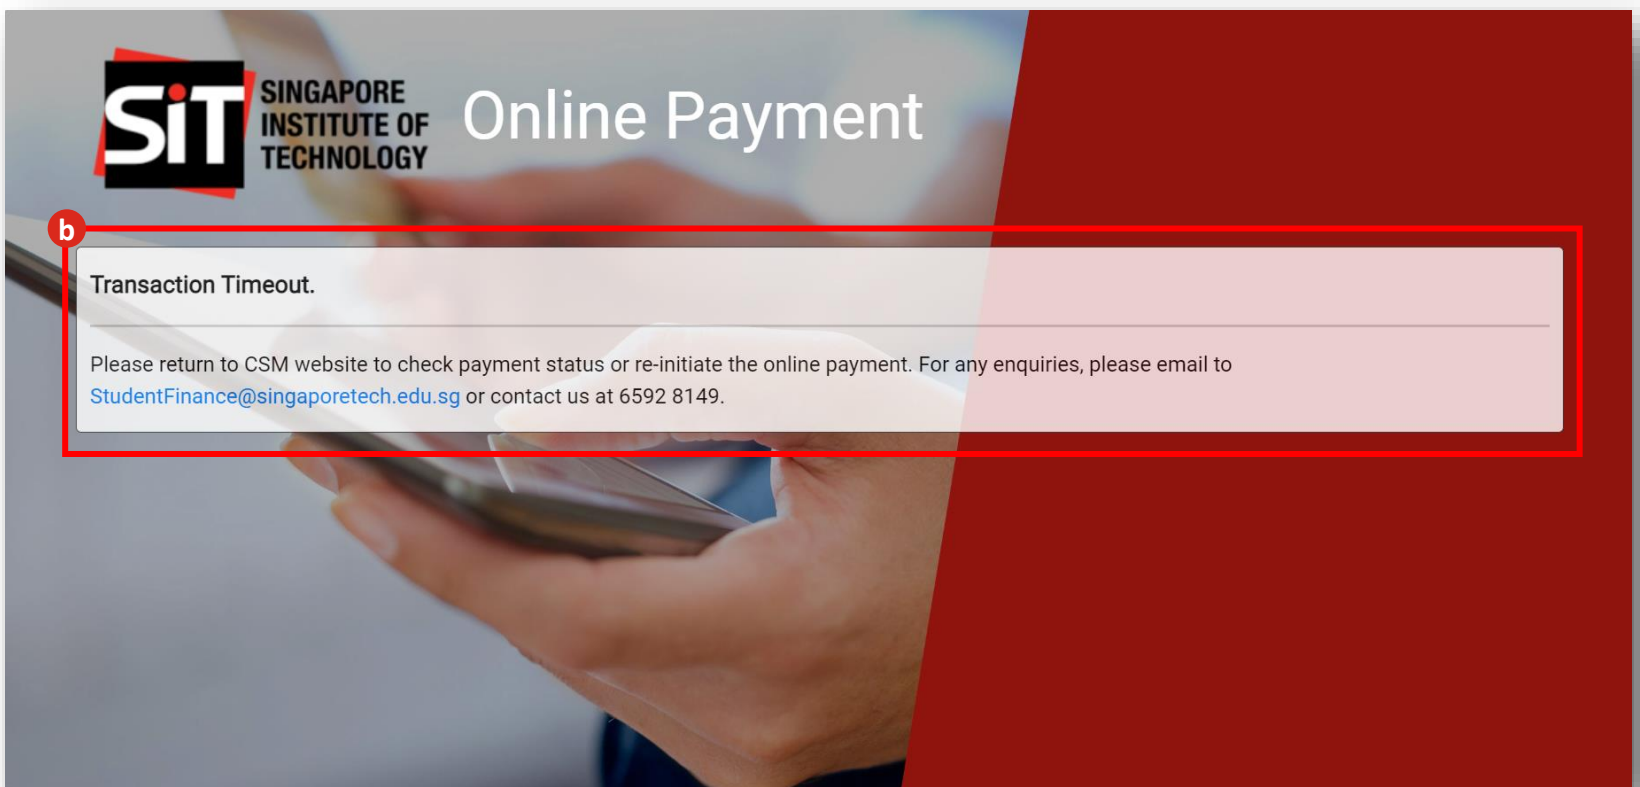 SiT
SINGAPORE
INSTITUTE OF
TECHNOLOGY
Online Payment
b
Transaction Timeout.
Please return to CSM website to check payment status or re-initiate the online payment. For any enquiries, please email to
StudentFinance@singaporetech.edu.sg or contact us at 6592 8149.